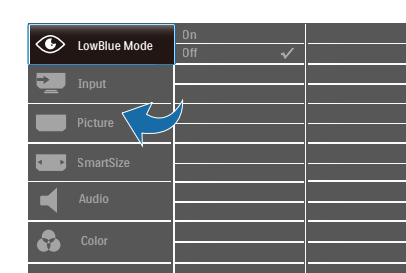 LowBlue Mode
On
Off
Input
Picture
SmartSize
Audio
Color